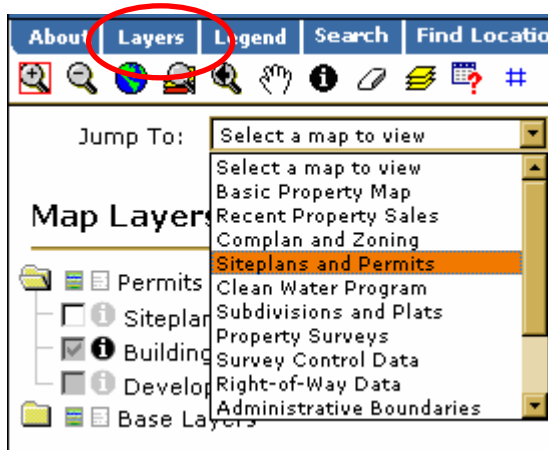 About Layers Legend Search Find Locatio
Jump To: Select a map to view
Select a map to view
Basic Property Map
Recent Property Sales
Complan and Zoning
Siteplans and Permits
Clean Water Program
Subdivisions and Plats
Property Surveys
Survey Control Data
Right-of-Way Data
Administrative Boundaries
Map Layers
Permits
Siteplan
Building
Develop
Base Layers